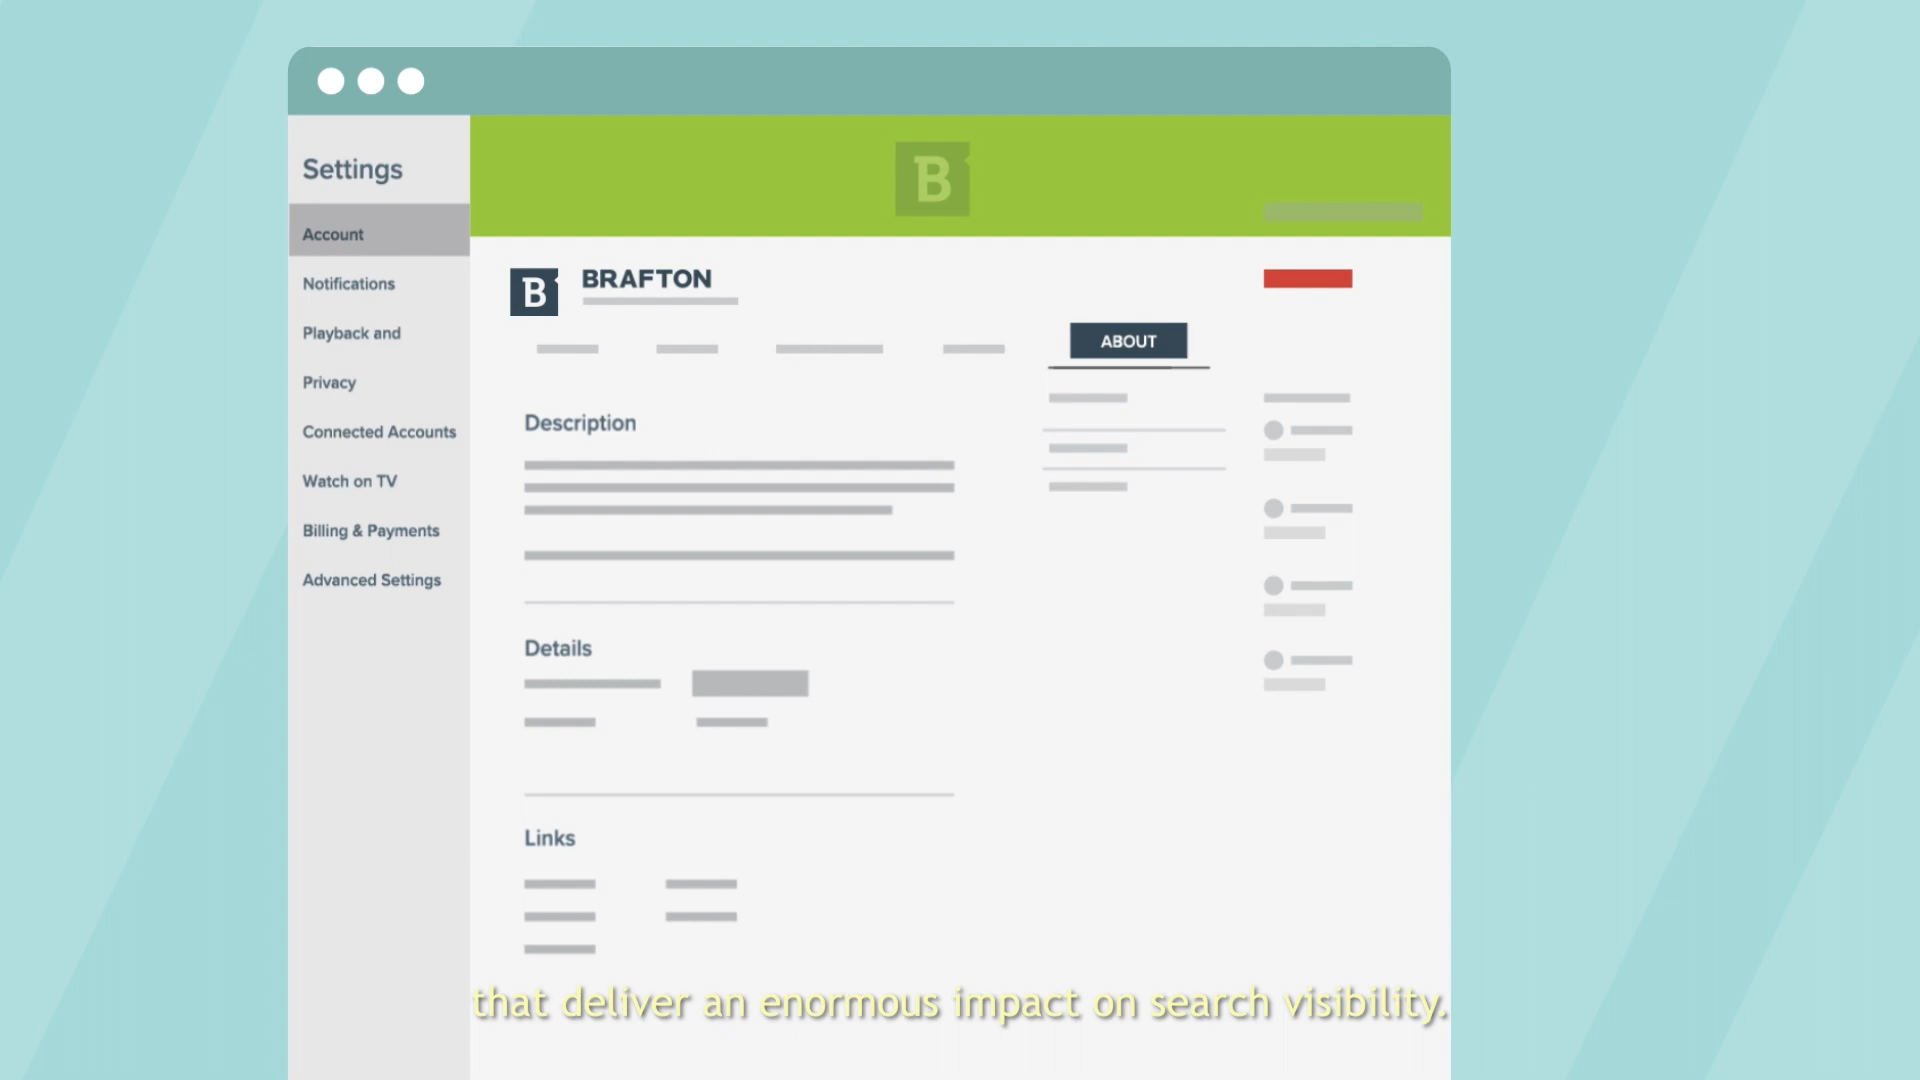 Settings
Account
Notifications
Playback and
Privacy
Connected Accounts
Watch on TV
Billing & Payments
Advanced Settings
B
B
BRAFTON
ABOUT
Description
Details
Links
that deliver an enormous impact on search visibility.